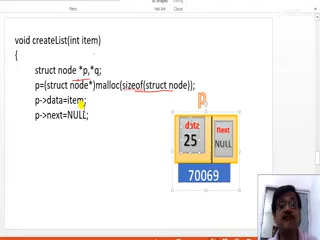 void createList(int item)
{
struct node *p,*q;
p=(struct node*)malloc(sizeof(struct node));
p->data=item;
p->next=NULL;
p
data next
25 NULL
70069